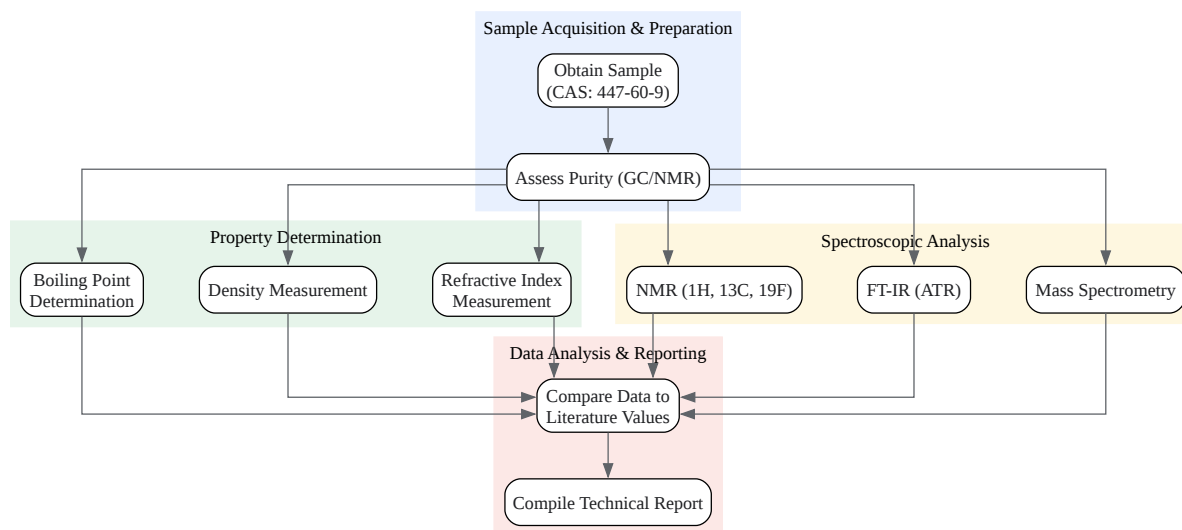 Sample Acquisition & Preparation
Obtain Sample
(CAS: 447-60-9)
Assess Purity (GC/NMR)
Property Determination
Spectroscopic Analysis
Boiling Point
Determination
Density Measurement
Refractive Index
Measurement
NMR (1H, 13C, 19F)
FT-IR (ATR)
Mass Spectrometry
Data Analysis & Reporting
Compare Data to
Literature Values
Compile Technical Report